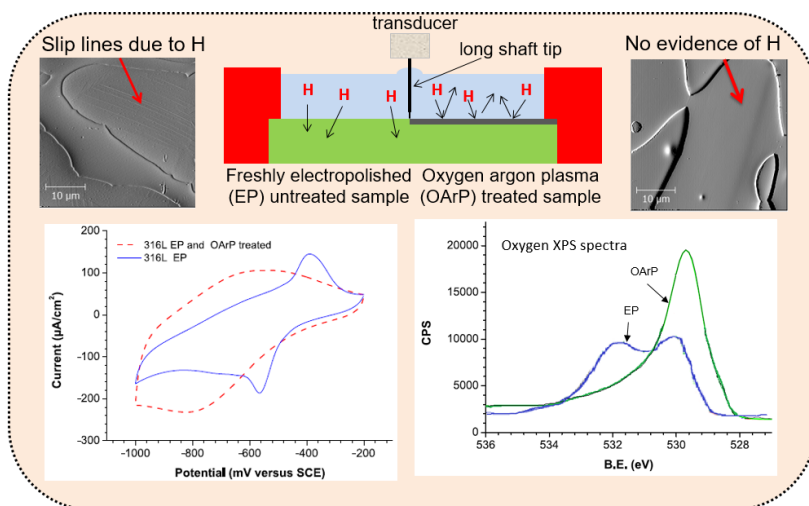 transducer
long shaft tip
Slip lines due to H
No evidence of H
H H H H H H
Freshly electropolished
(EP) untreated sample
Oxygen argon plasma
(OArP) treated sample
10 µm
10 µm
316L EP and OArP treated
316L EP
Current (µA/cm²)
200
100
0
−100
−200
−300
−1000 −800 −600 −400 −200
Potential (mV versus SCE)
Oxygen XPS spectra
OArP
EP
CPS
20000
15000
10000
5000
0
536 534 532 530 528
B.E. (eV)